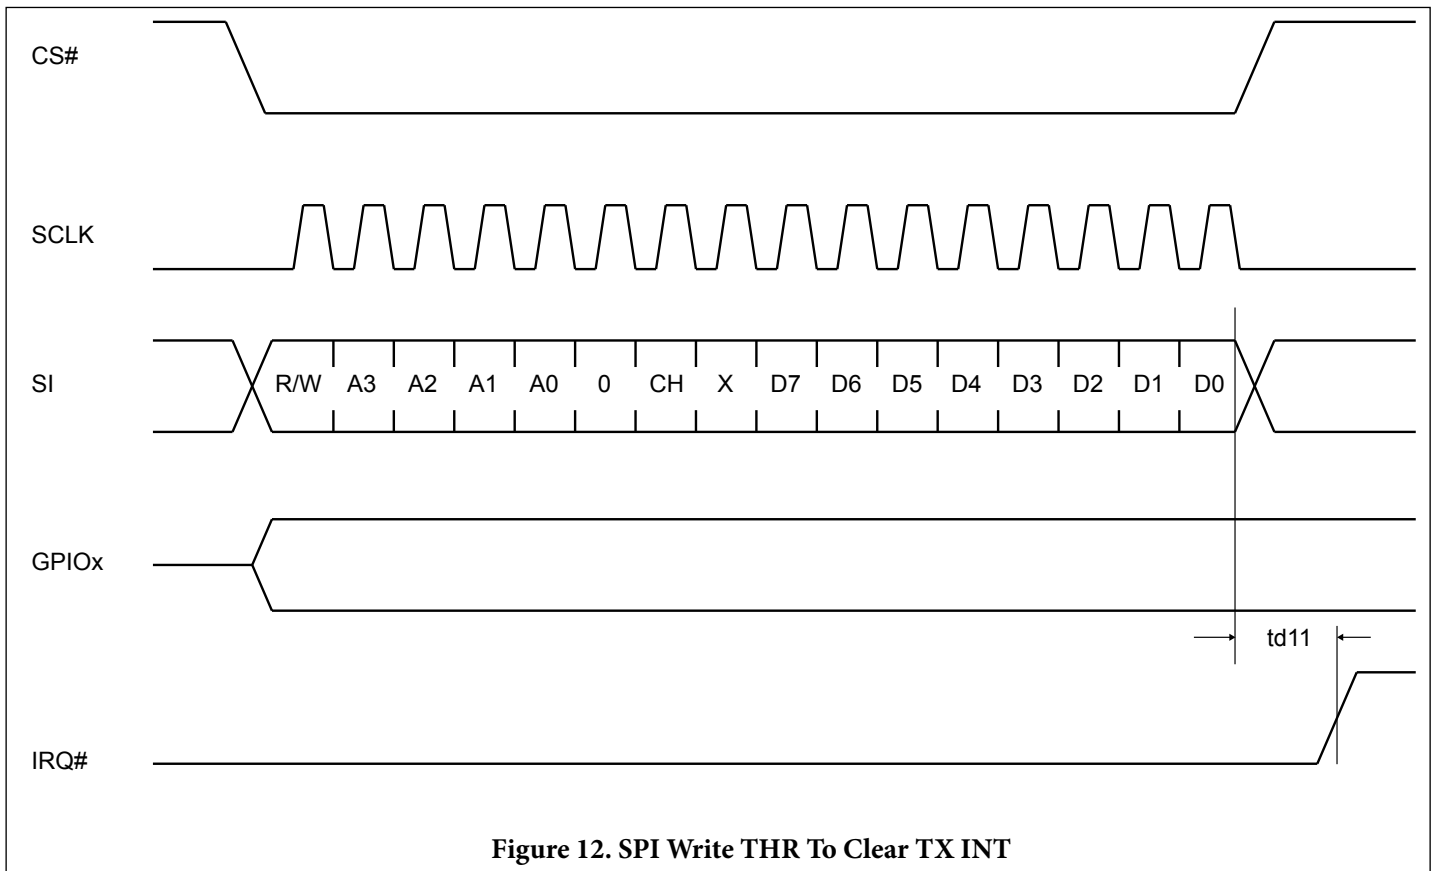 CS#
SCLK
SI
R/W A3 A2 A1 A0 0 CH X D7 D6 D5 D4 D3 D2 D1 D0
GPIOx
td11
IRQ#
Figure 12. SPI Write THR To Clear TX INT